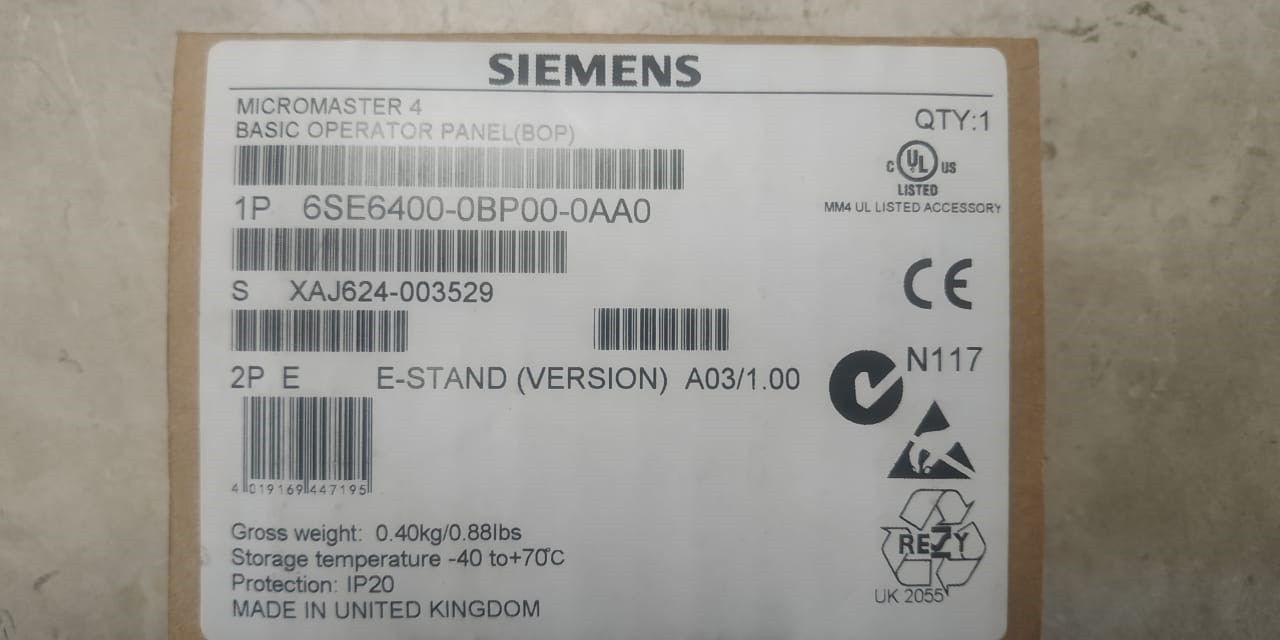 SIEMENS
MICROMASTER 4
BASIC OPERATOR PANEL(BOP)
QTY:1
C UL US
LISTED
MM4 UL LISTED ACCESSORY
1P 6SE6400-0BP00-0AA0
S XAJ624-003529
CE
N117
2P E E-STAND (VERSION) A03/1.00
4 019169 447195
Gross weight: 0.40kg/0.88lbs
Storage temperature -40 to+70°C
Protection: IP20
MADE IN UNITED KINGDOM
REZY
UK 2055